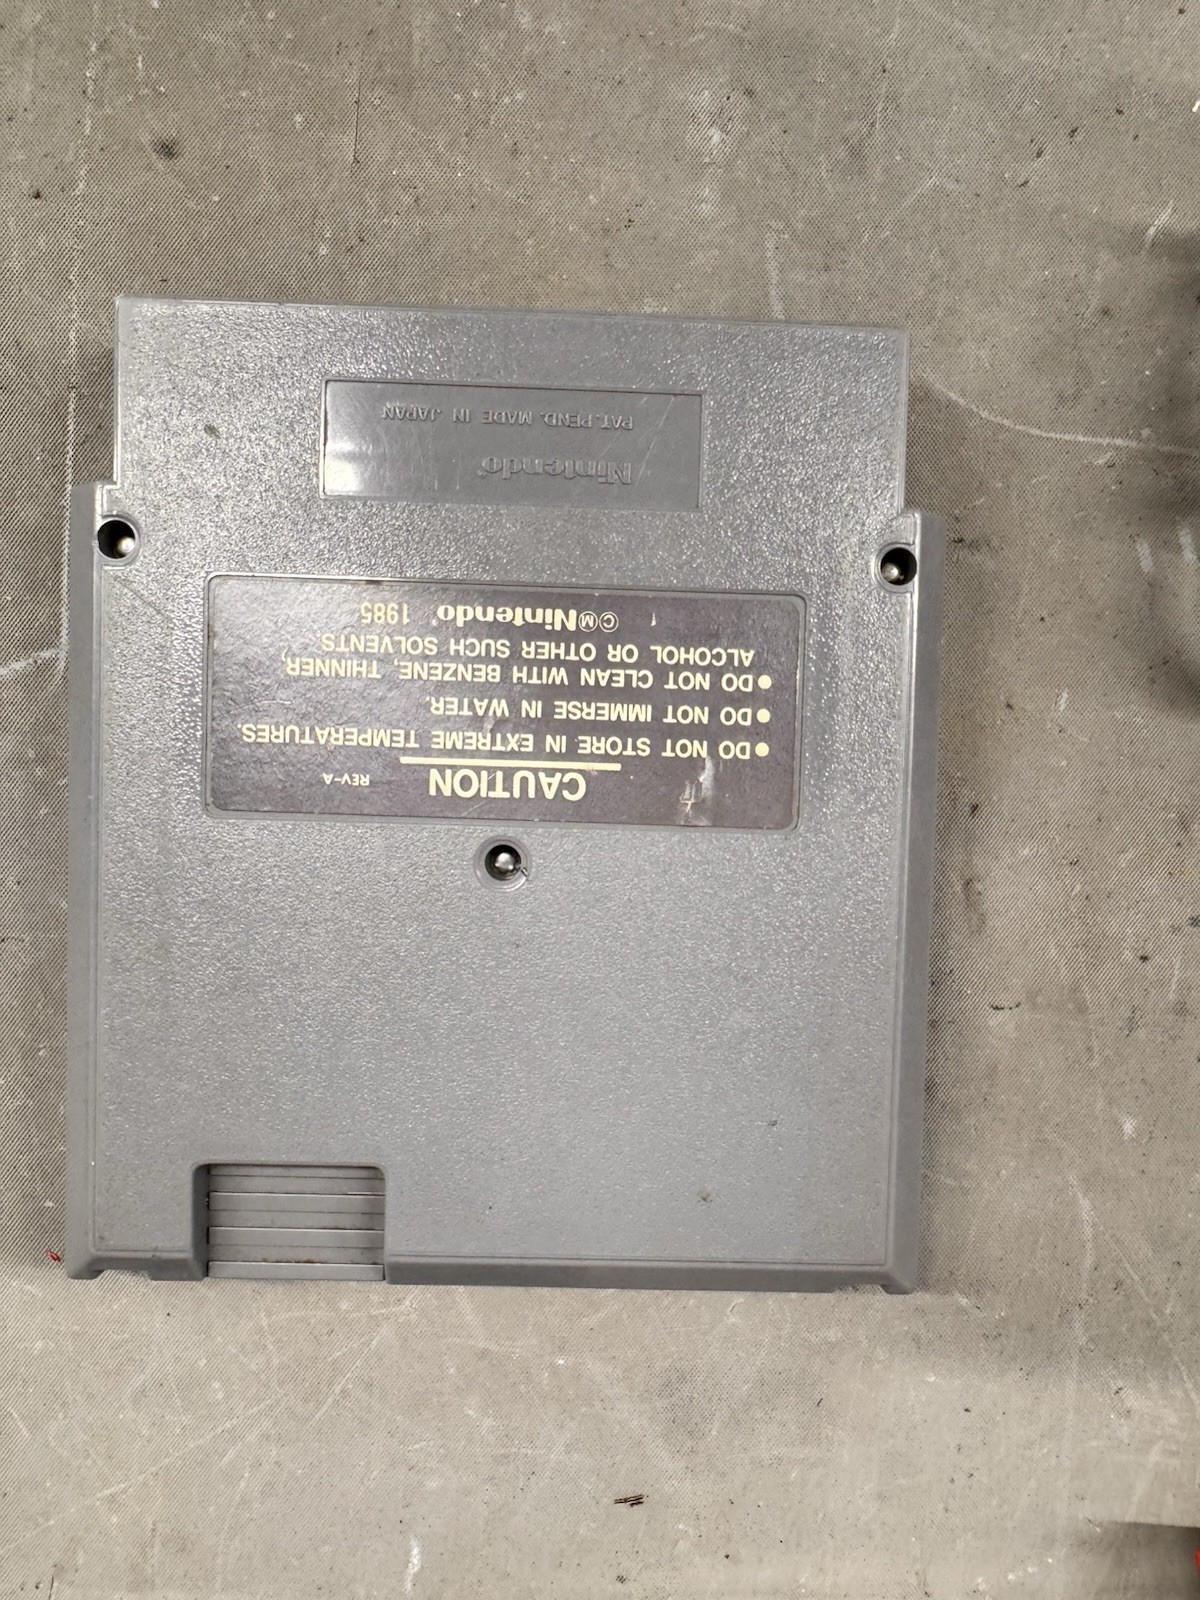 CAUTION REV-A
● DO NOT STORE IN EXTREME TEMPERATURES.
● DO NOT IMMERSE IN WATER.
● DO NOT CLEAN WITH BENZENE, THINNER,
ALCOHOL OR OTHER SUCH SOLVENTS
©Ⓜ Nintendo® 1985
Nintendo®
PAT. PEND. MADE IN JAPAN